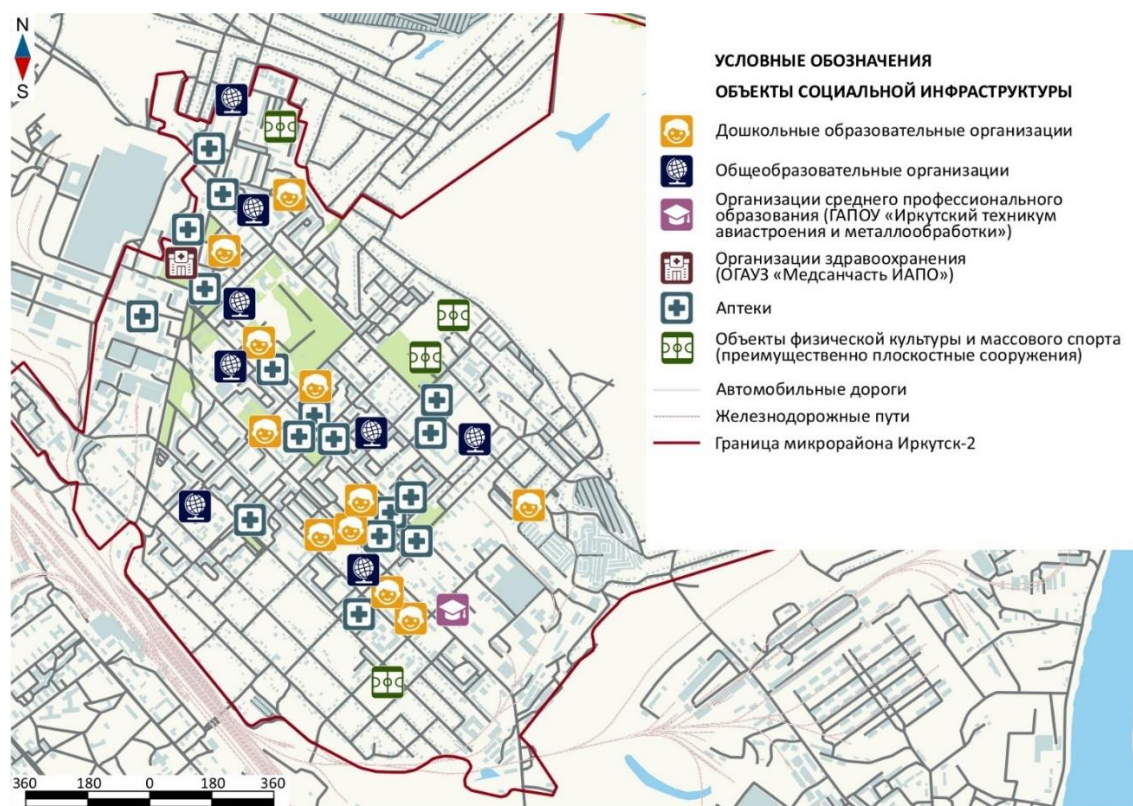 N
S
УСЛОВНЫЕ ОБОЗНАЧЕНИЯ
ОБЪЕКТЫ СОЦИАЛЬНОЙ ИНФРАСТРУКТУРЫ
Дошкольные образовательные организации
Общеобразовательные организации
Организации среднего профессионального
образования (ГАПОУ «Иркутский техникум
авиастроения и металлообработки»)
Организации здравоохранения
(ОГАУЗ «Медсанчасть ИАПО»)
Аптеки
Объекты физической культуры и массового спорта
(преимущественно плоскостные сооружения)
Автомобильные дороги
Железнодорожные пути
Граница микрорайона Иркутск-2
360 180 0 180 360